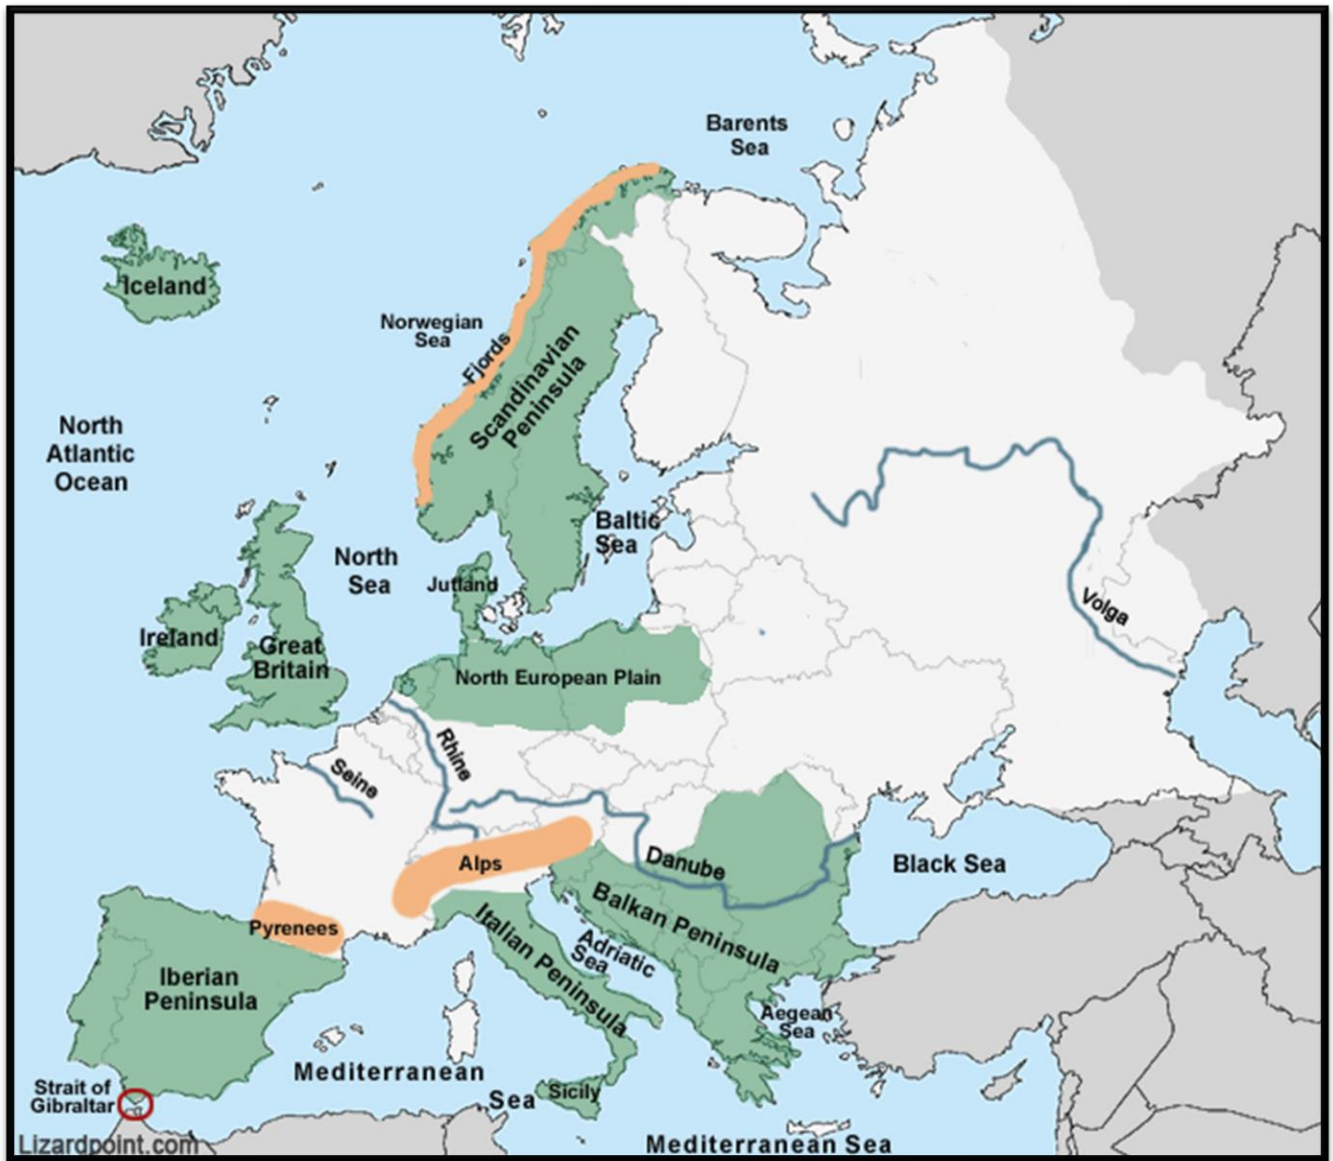 Barents
Sea
Iceland
Norwegian
Sea
Fjords
Scandinavian
Peninsula
North
Atlantic
Ocean
Baltic
Sea
North
Sea
Jutland
Volga
Ireland
Great
Britain
North European Plain
Rhine
Seine
Alps
Danube
Black Sea
Balkan Peninsula
Pyrenees
Italian Peninsula
Adriatic
Sea
Iberian
Peninsula
Aegean
Sea
Mediterranean
Sea
Strait of
Gibraltar
Sicily
Lizardpoint.com
Mediterranean Sea